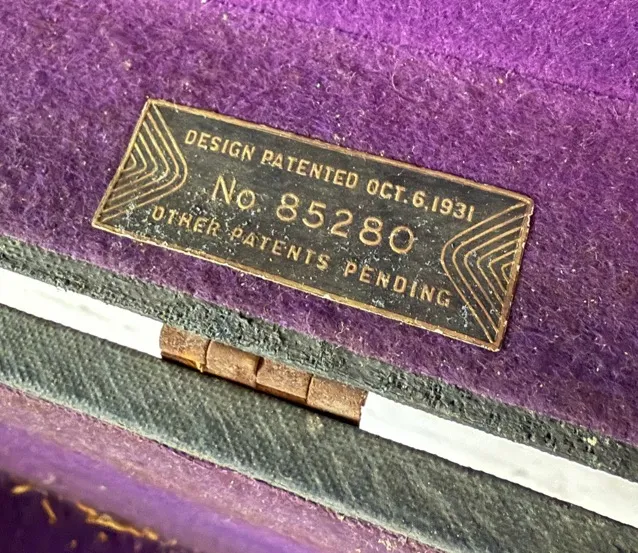 DESIGN PATENTED OCT. 6, 1931
No 85280
OTHER PATENTS PENDING